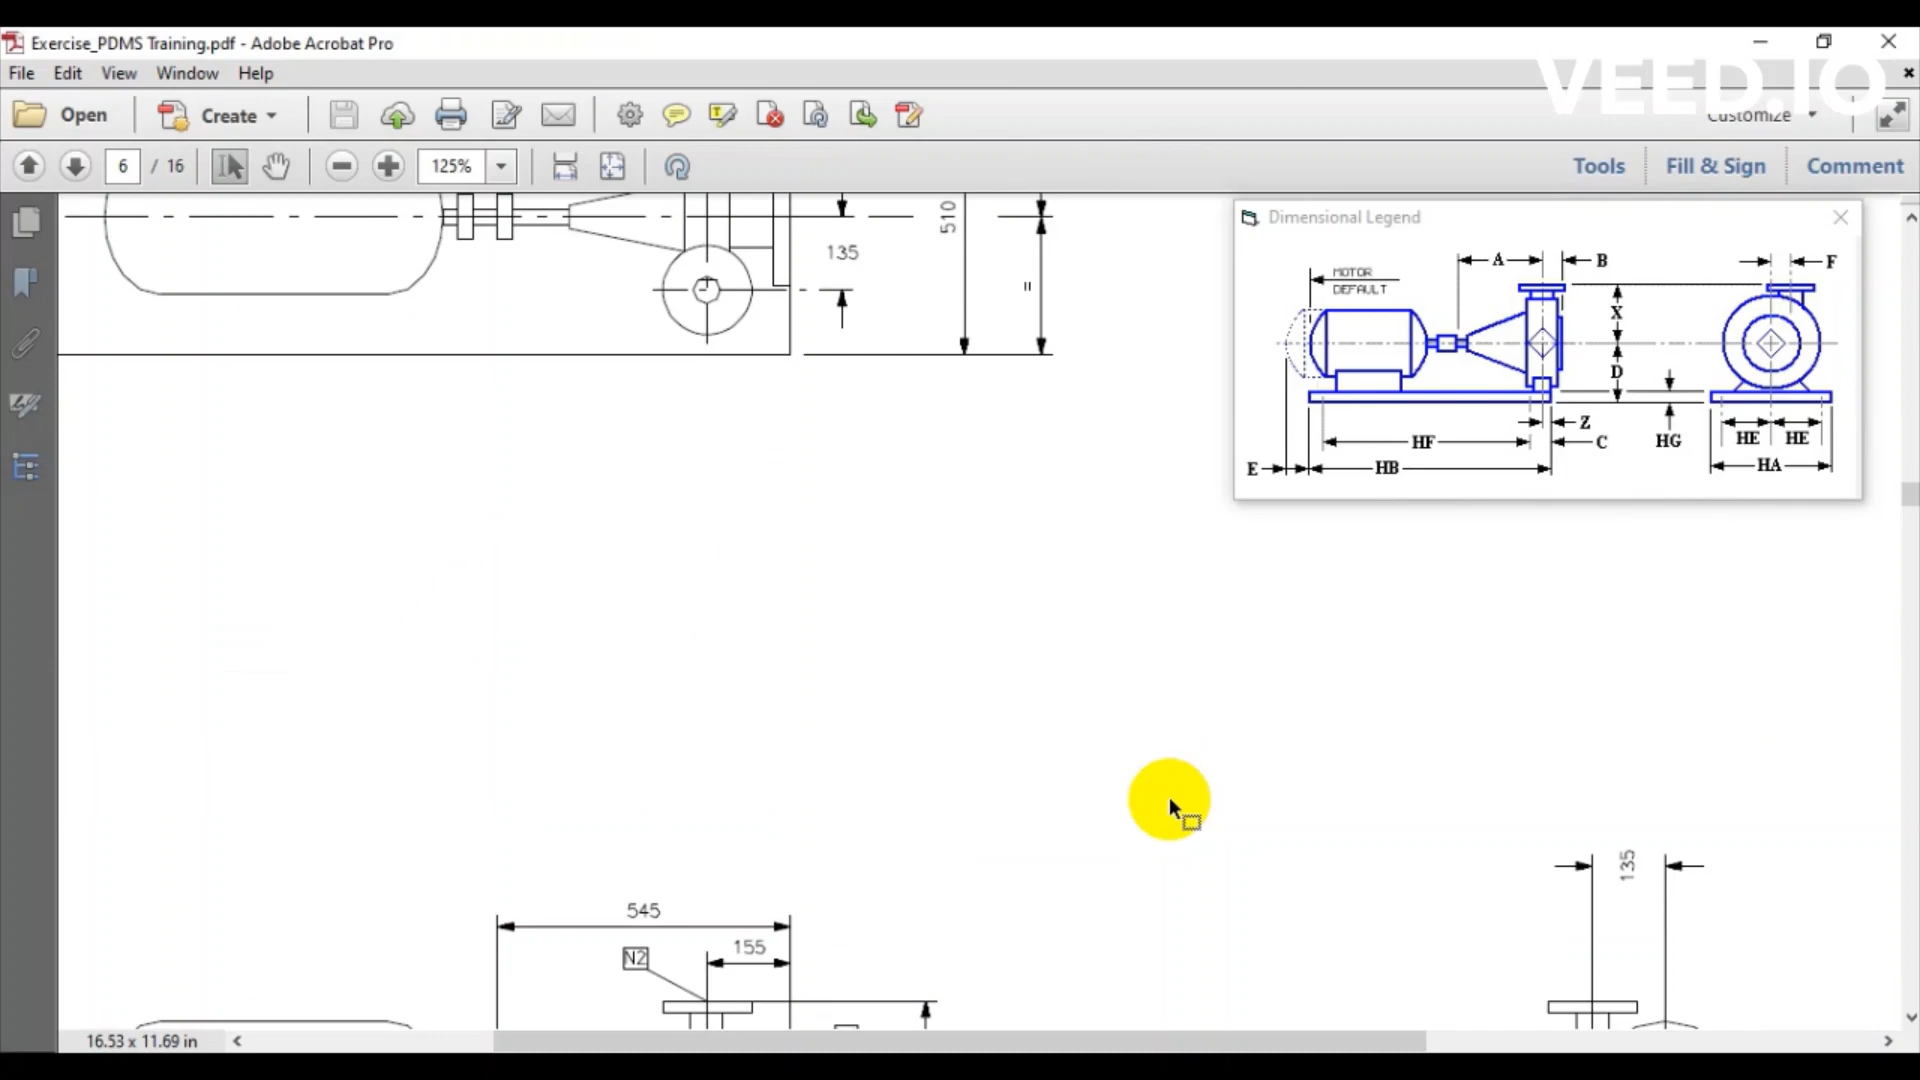 Exercise_PDMS Training.pdf - Adobe Acrobat Pro
VEED.IO
File Edit View Window Help
Open Create Customize
6 / 16 125% Tools Fill & Sign Comment
510
135
=
Dimensional Legend
A B F
MOTOR
DEFAULT
X
D
Z
HF C HG HE HE
E HB HA
135
545
155
N2
16.53 x 11.69 in